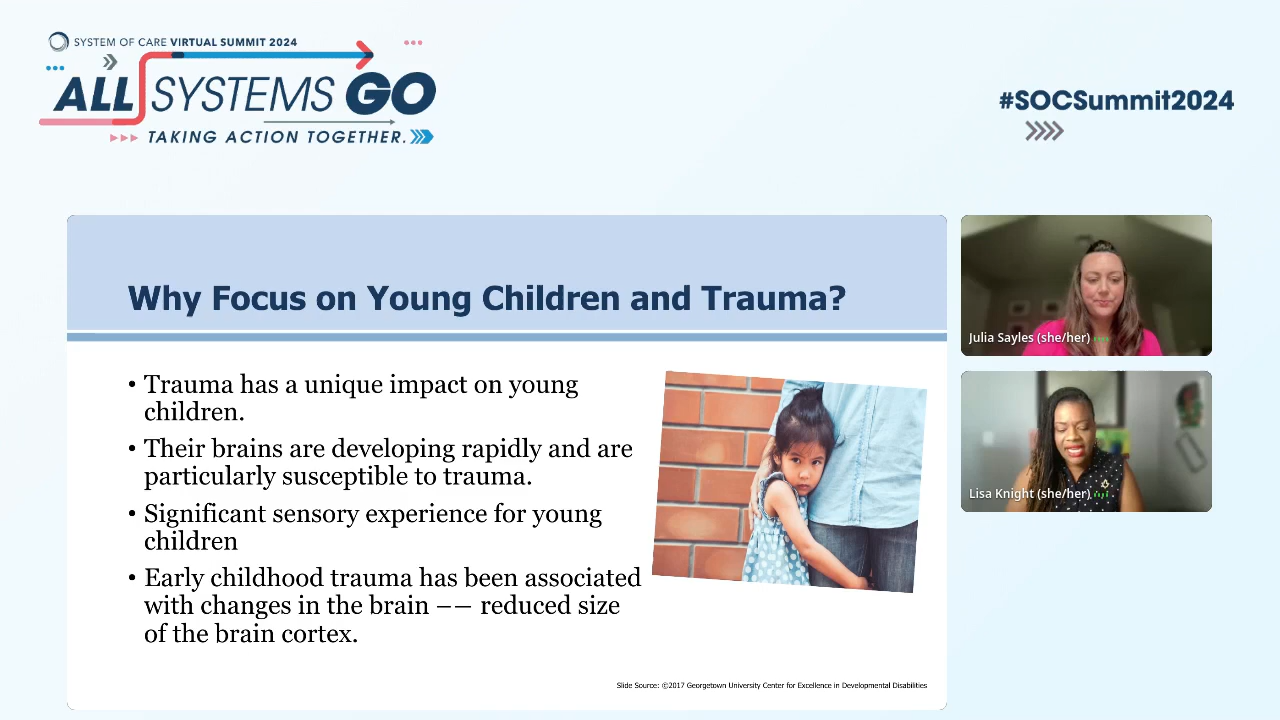 SYSTEM OF CARE VIRTUAL SUMMIT 2024
ALL SYSTEMS GO
TAKING ACTION TOGETHER.
#SOCSummit2024
Why Focus on Young Children and Trauma?
• Trauma has a unique impact on young
children.
• Their brains are developing rapidly and are
particularly susceptible to trauma.
• Significant sensory experience for young
children
• Early childhood trauma has been associated
with changes in the brain –– reduced size
of the brain cortex.
Slide Source: ©2017 Georgetown University Center for Excellence in Developmental Disabilities
Julia Sayles (she/her)
Lisa Knight (she/her)